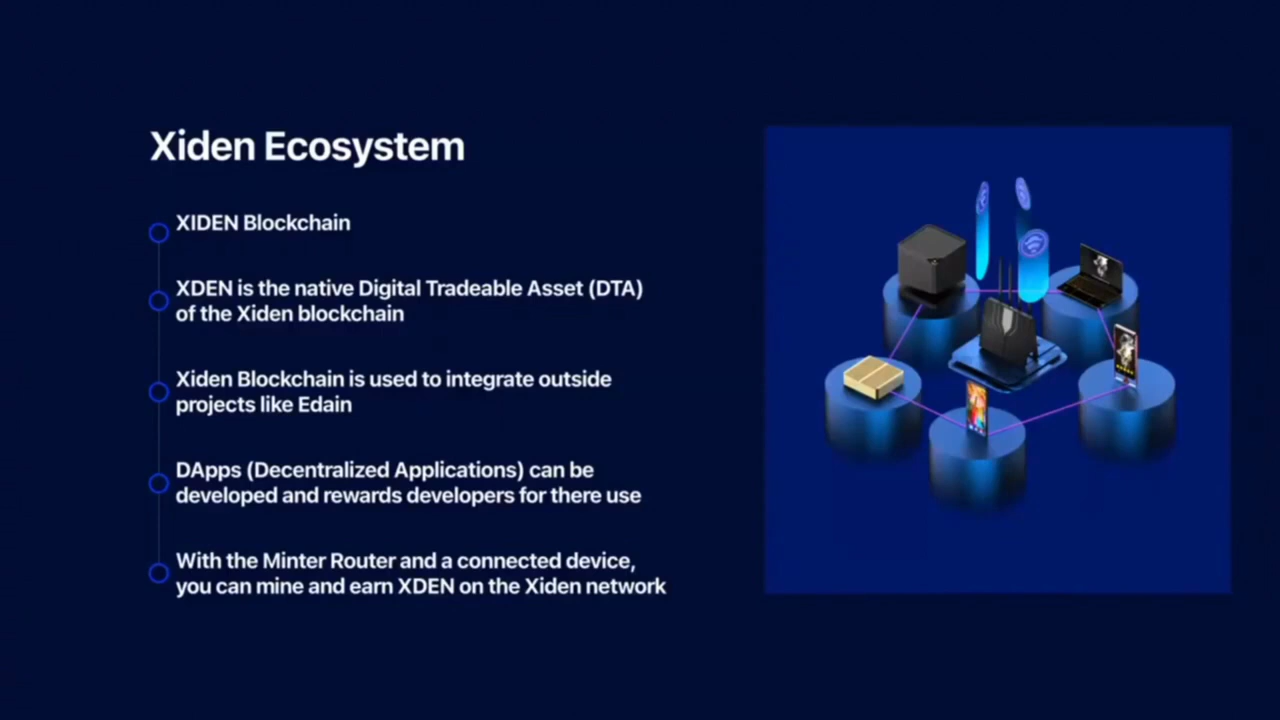 Xiden Ecosystem
XIDEN Blockchain
XDEN is the native Digital Tradeable Asset (DTA)
of the Xiden blockchain
Xiden Blockchain is used to integrate outside
projects like Edain
DApps (Decentralized Applications) can be
developed and rewards developers for there use
With the Minter Router and a connected device,
you can mine and earn XDEN on the Xiden network